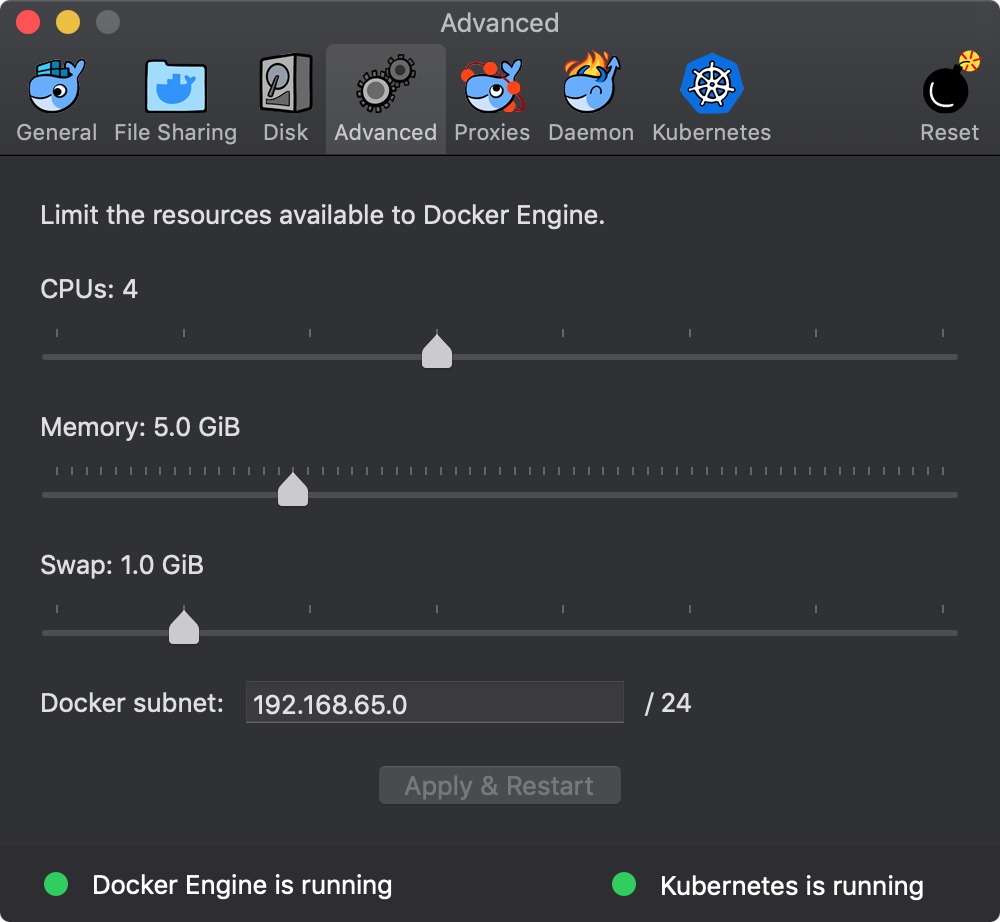 Advanced
General File Sharing Disk Advanced Proxies Daemon Kubernetes Reset
Limit the resources available to Docker Engine.
CPUs: 4
Memory: 5.0 GiB
Swap: 1.0 GiB
Docker subnet: 192.168.65.0 / 24
Apply & Restart
Docker Engine is running Kubernetes is running